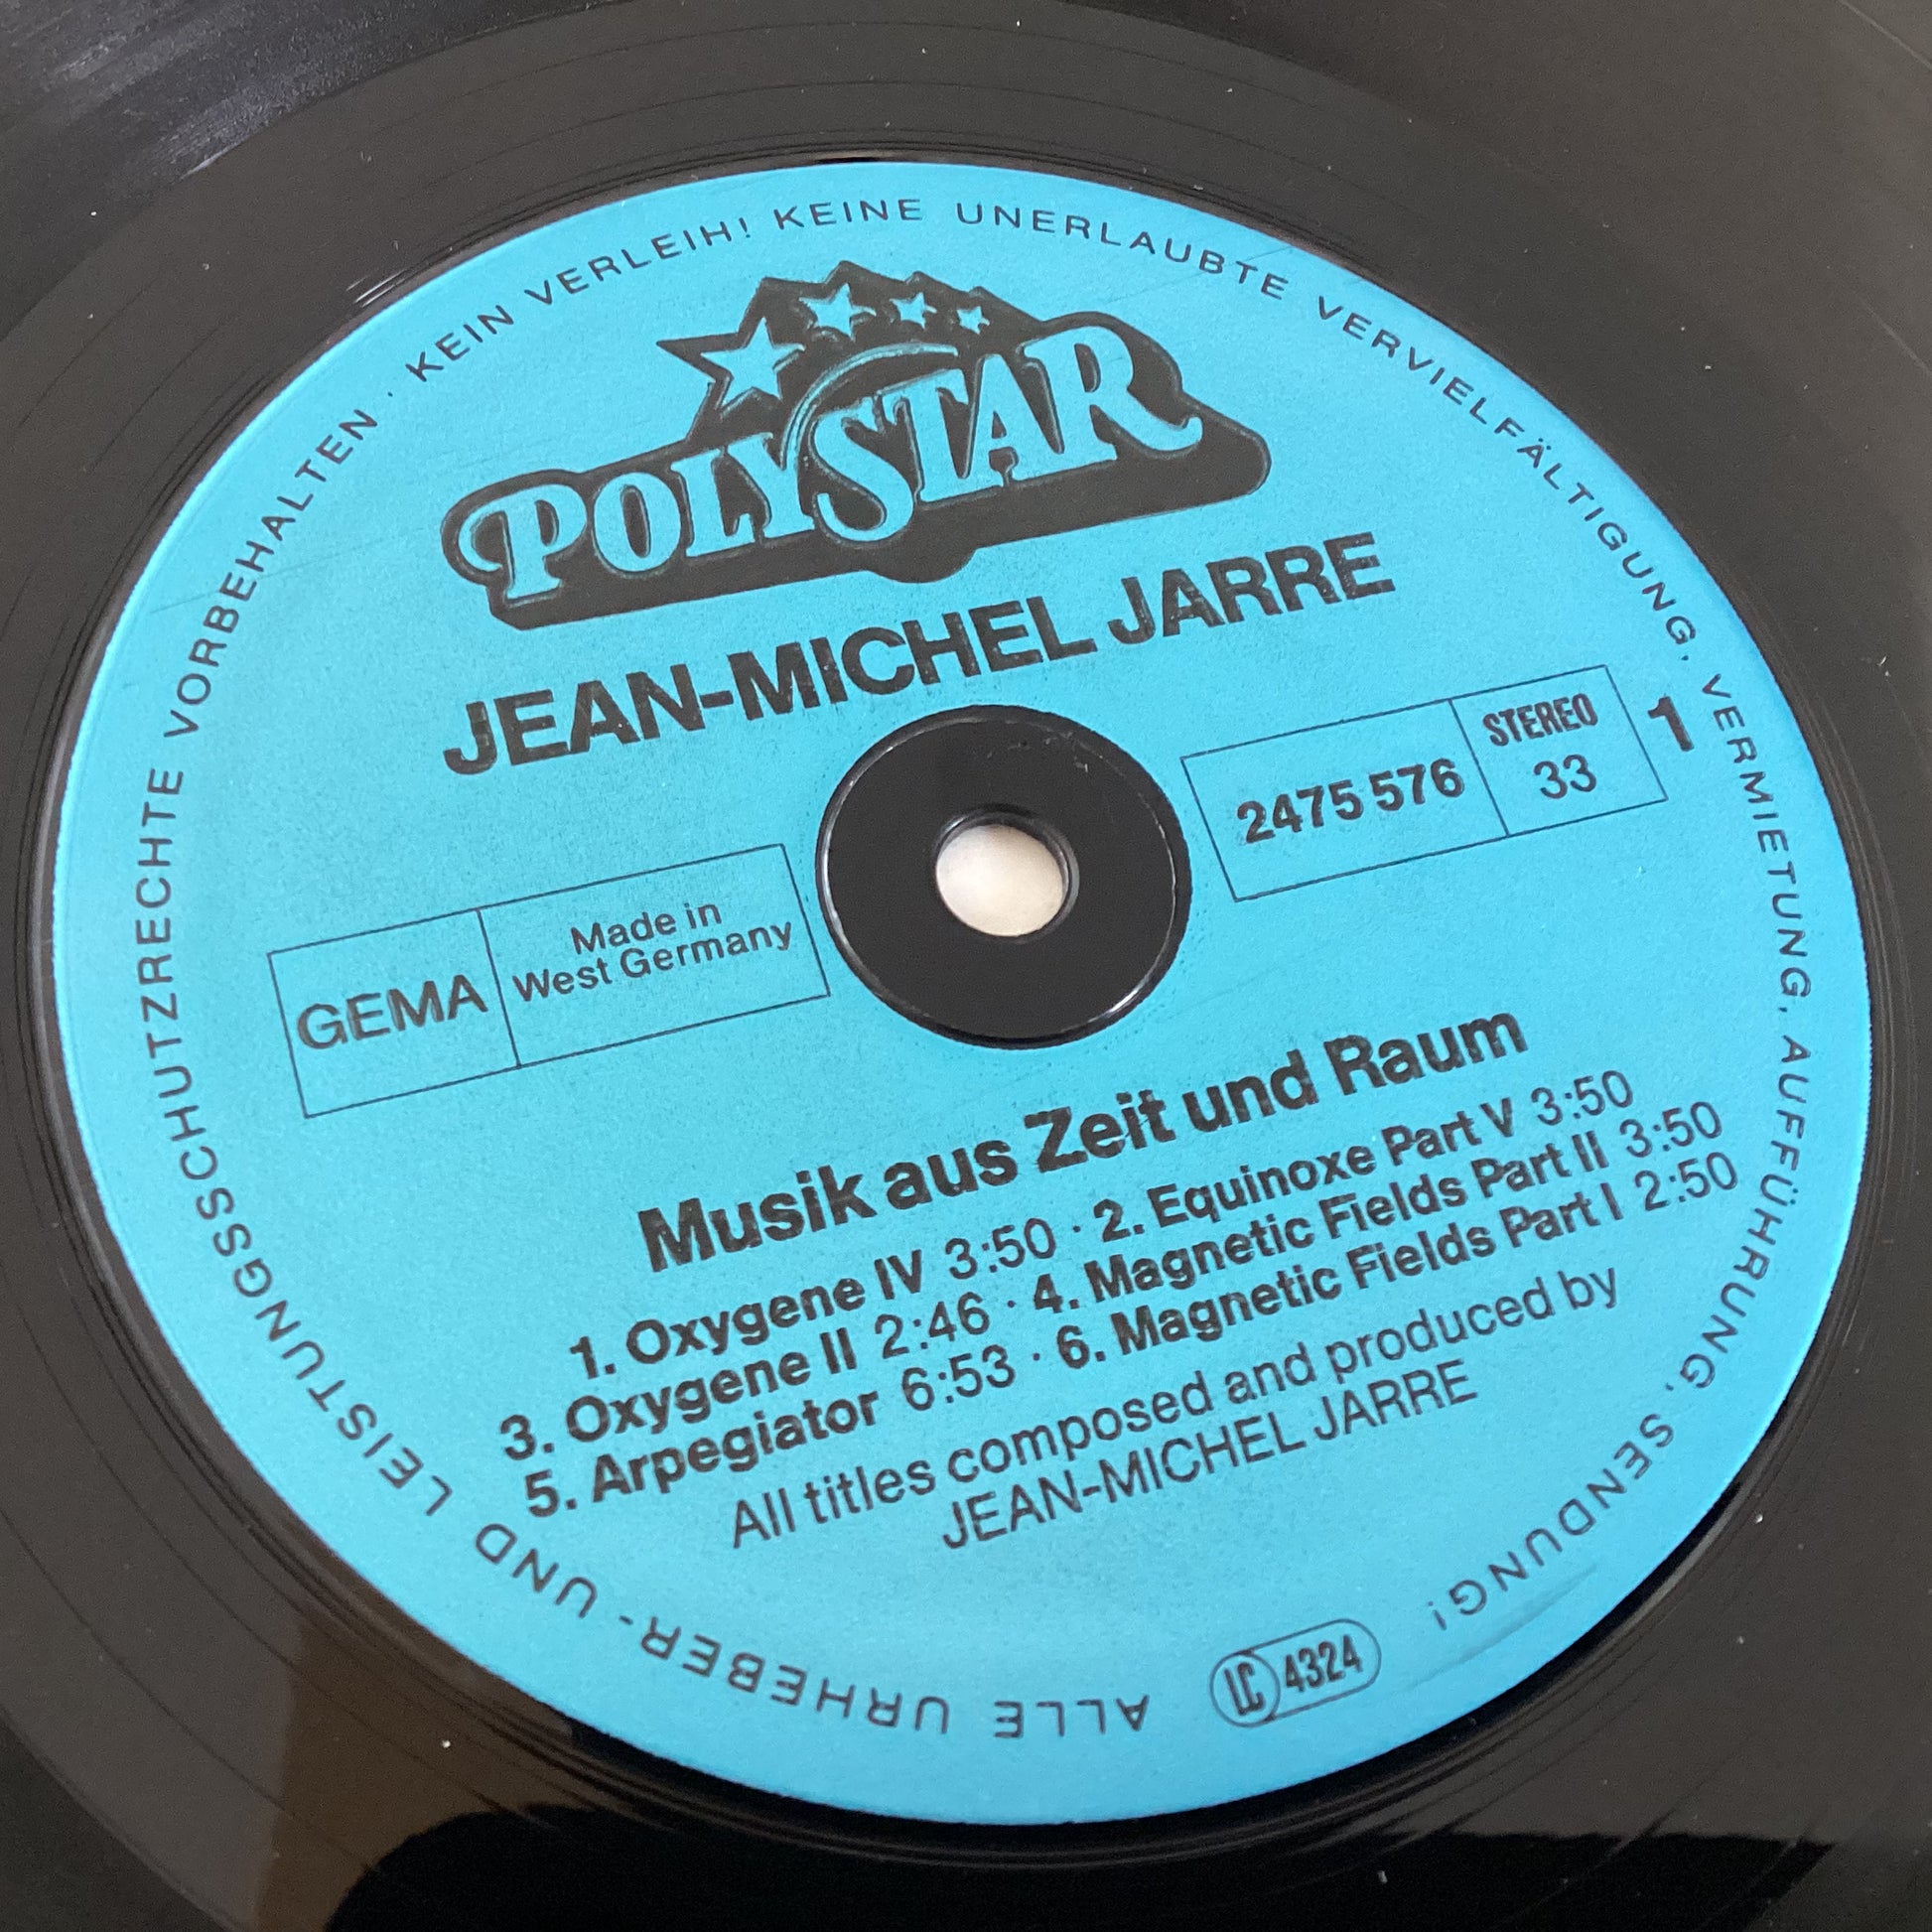 ALLE URHEBER- UND LEISTUNGSSCHUTZRECHTE VORBEHALTEN · KEIN VERLEIH! KEINE UNERLAUBTE VERVIELFÄLTIGUNG, VERMIETUNG, AUFFÜHRUNG, SENDUNG!
POLYSTAR
JEAN-MICHEL JARRE
2475 576
STEREO
33
1
GEMA
Made in
West Germany
Musik aus Zeit und Raum
1. Oxygene IV 3:50 · 2. Equinoxe Part V 3:50
3. Oxygene II 2:46 · 4. Magnetic Fields Part II 3:50
5. Arpegiator 6:53 · 6. Magnetic Fields Part I 2:50
All titles composed and produced by
JEAN-MICHEL JARRE
LC 4324